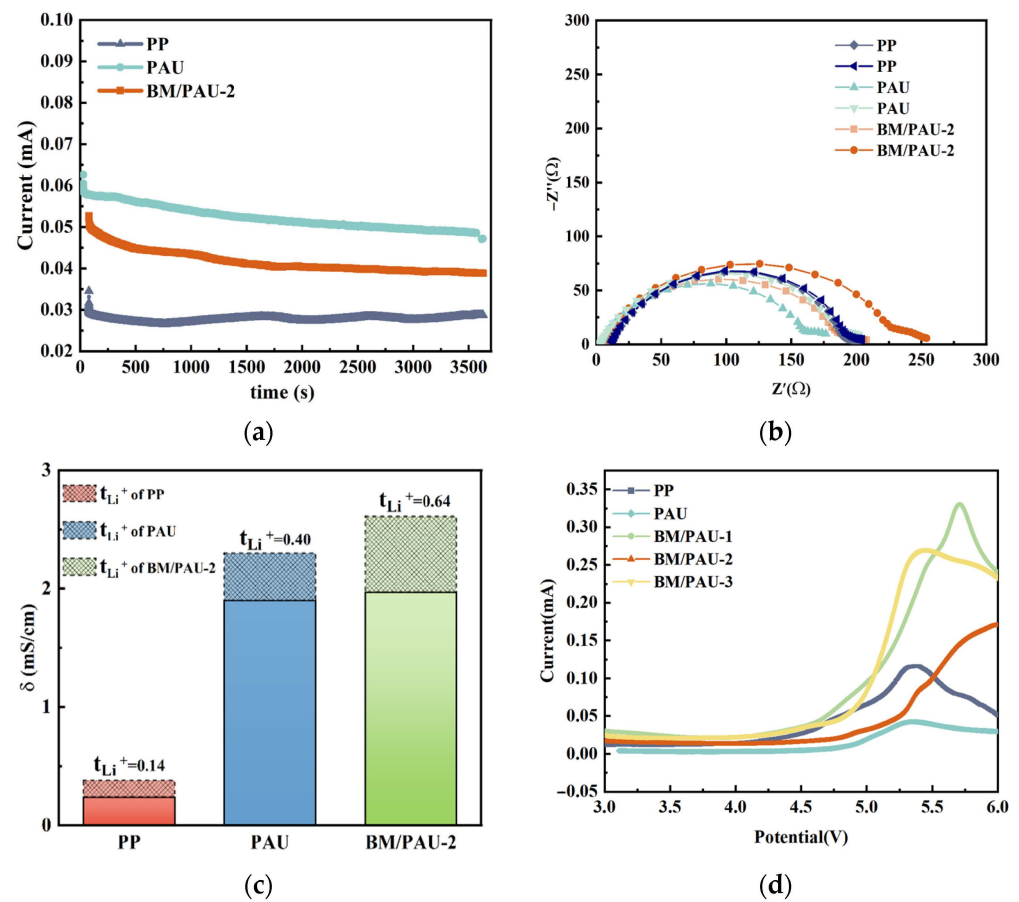 0.10
0.09
0.08
0.07
0.06
0.05
0.04
0.03
0.02
Current (mA)
PP
PAU
BM/PAU-2
0 500 1000 1500 2000 2500 3000 3500
time (s)
(a)
300
250
200
150
100
50
0
−Z''(Ω)
PP
PP
PAU
PAU
BM/PAU-2
BM/PAU-2
0 50 100 150 200 250 300
Z′(Ω)
(b)
3
2
1
0
δ (mS/cm)
tLi+ of PP
tLi+ of PAU
tLi+ of BM/PAU-2
tLi+=0.14
tLi+=0.40
tLi+=0.64
PP PAU BM/PAU-2
(c)
0.35
0.30
0.25
0.20
0.15
0.10
0.05
0.00
−0.05
Current(mA)
PP
PAU
BM/PAU-1
BM/PAU-2
BM/PAU-3
3.0 3.5 4.0 4.5 5.0 5.5 6.0
Potential(V)
(d)